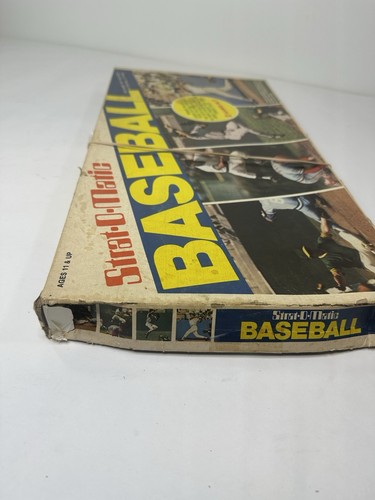 Strat-O-Matic
BASEBALL
AGES 11 & UP
Strat-O-Matic
BASEBALL